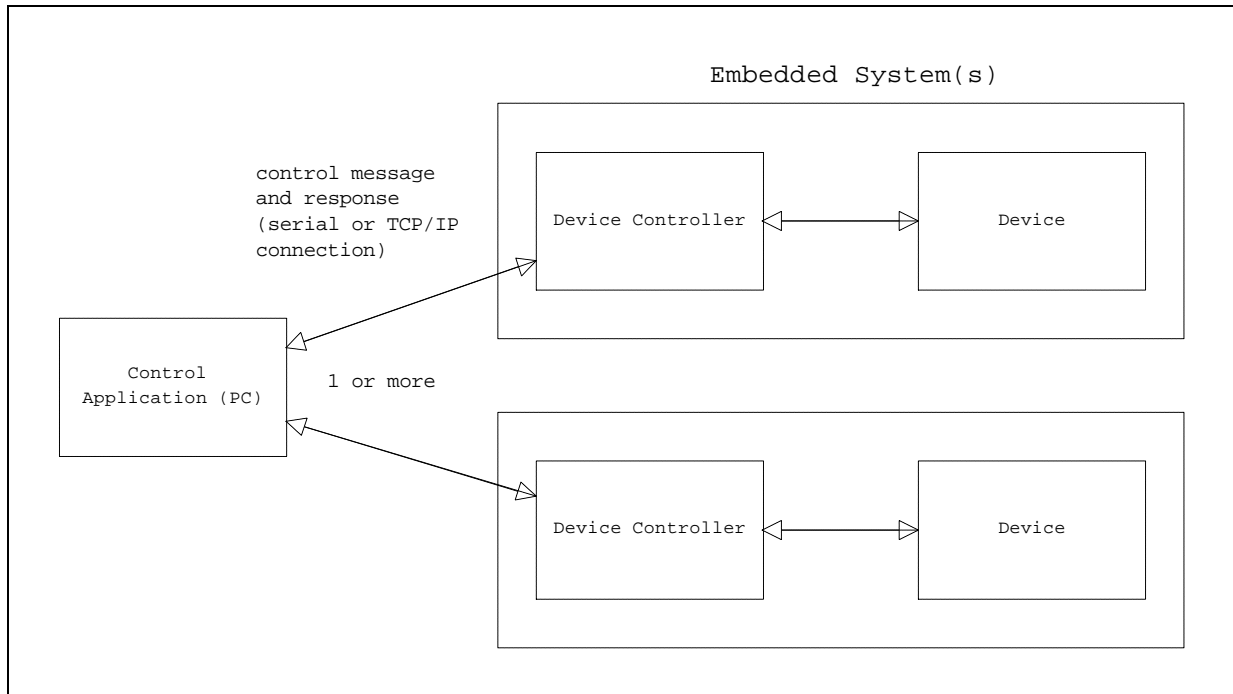 Embedded System(s)
control message
and response
(serial or TCP/IP
connection)
Device Controller
Device
Control
Application (PC)
1 or more
Device Controller
Device